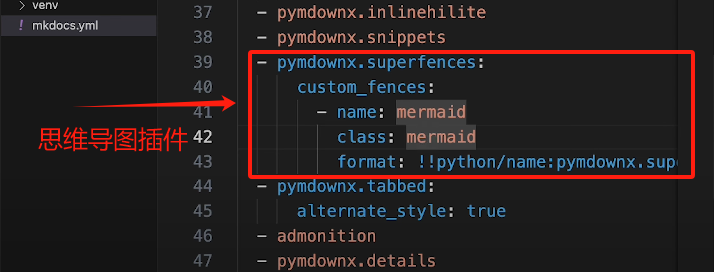 venv
mkdocs.yml
37 - pymdownx.inlinehilite
38 - pymdownx.snippets
39 - pymdownx.superfences:
40 custom_fences:
41 - name: mermaid
42 class: mermaid
43 format: !!python/name:pymdownx.supe
44 - pymdownx.tabbed:
45 alternate_style: true
46 - admonition
47 - pymdownx.details
思维导图插件